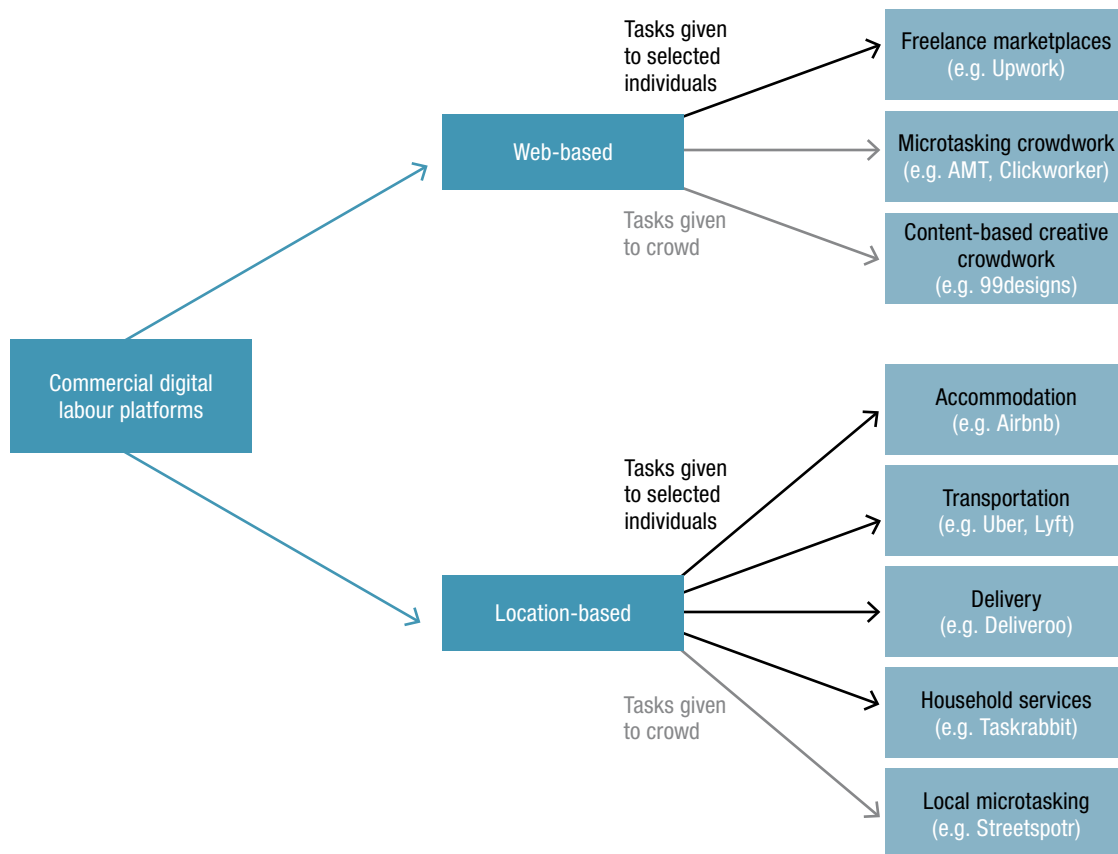 Tasks given
to selected
individuals
Freelance marketplaces
(e.g. Upwork)
Web-based
Microtasking crowdwork
(e.g. AMT, Clickworker)
Tasks given
to crowd
Content-based creative
crowdwork
(e.g. 99designs)
Commercial digital
labour platforms
Accommodation
(e.g. Airbnb)
Tasks given
to selected
individuals
Transportation
(e.g. Uber, Lyft)
Location-based
Delivery
(e.g. Deliveroo)
Tasks given
to crowd
Household services
(e.g. Taskrabbit)
Local microtasking
(e.g. Streetspotr)